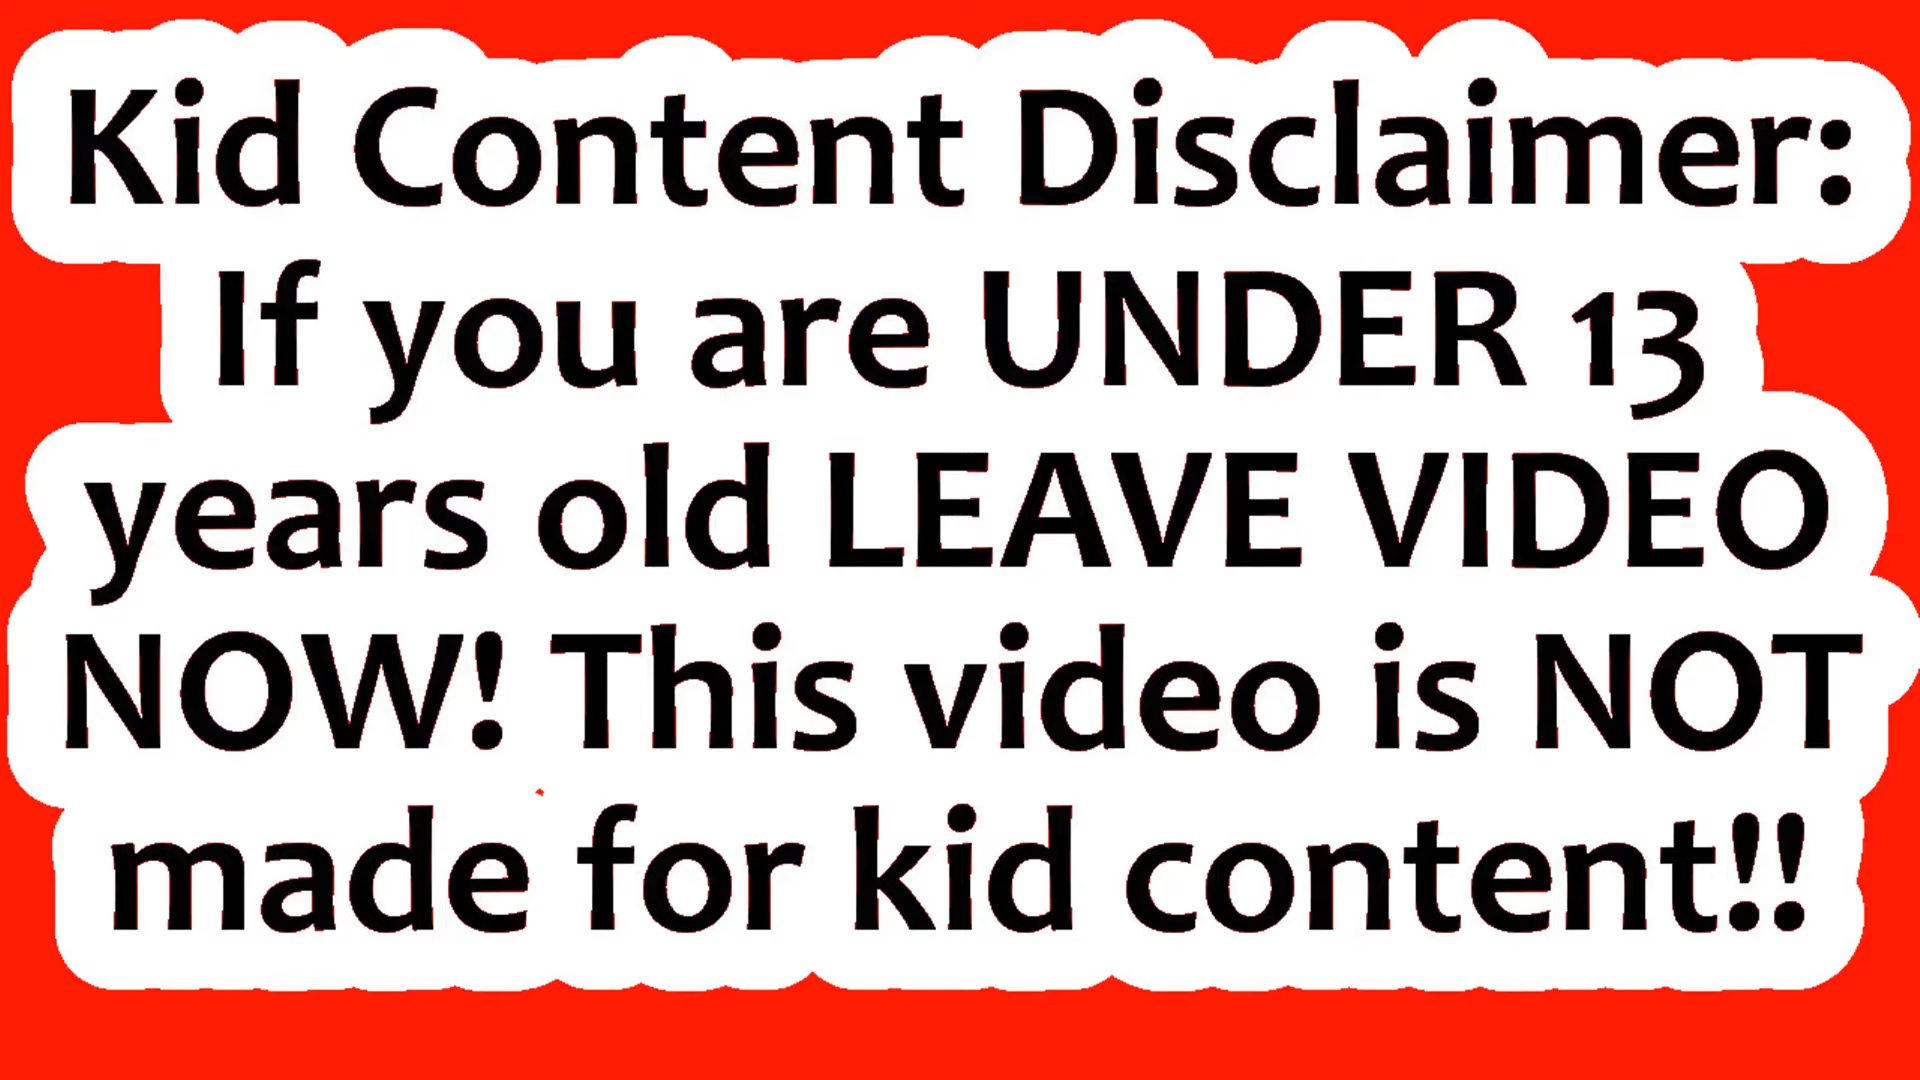 Kid Content Disclaimer:
If you are UNDER 13
years old LEAVE VIDEO
NOW! This video is NOT
made for kid content!!